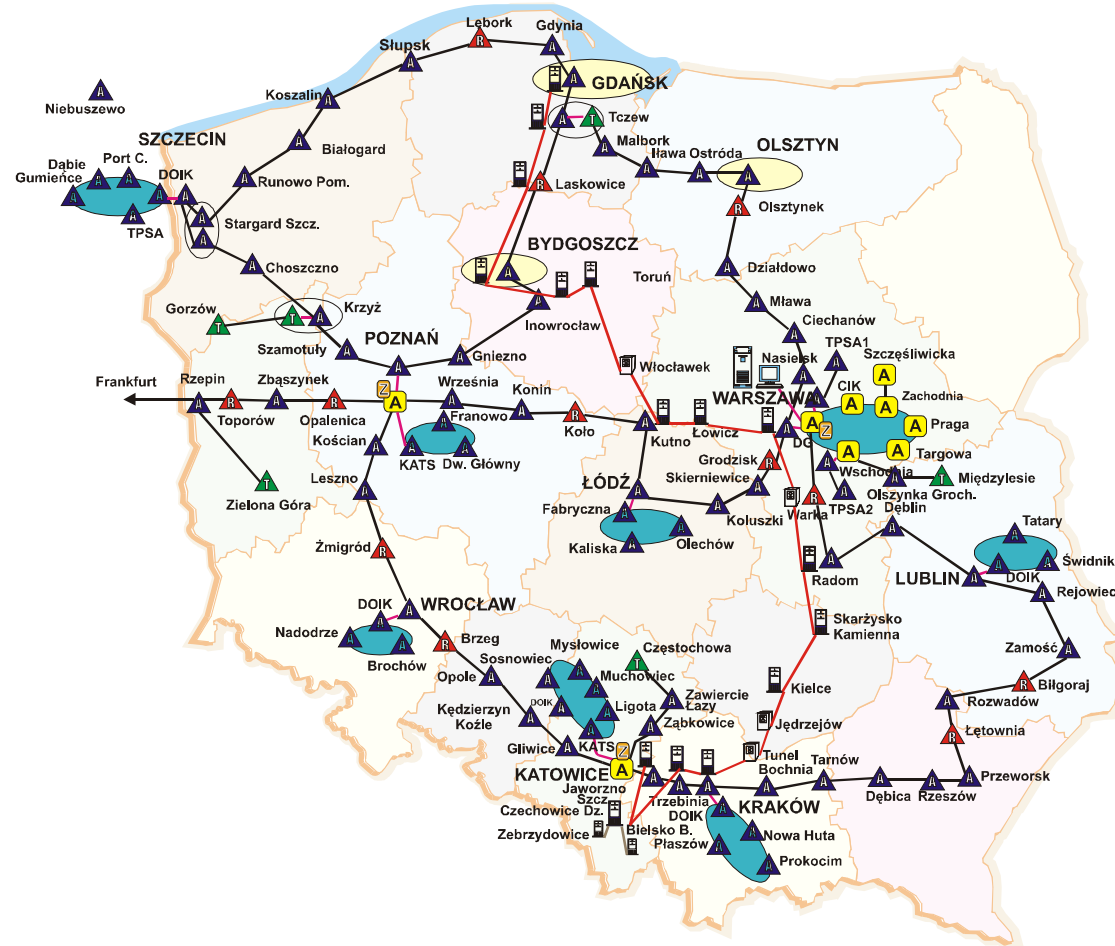 Lębork
Gdynia
Słupsk
R
A
A
Koszalin
A
GDAŃSK
A
A
Niebuszewo
A
T
Tczew
SZCZECIN
Białogard
A
Malbork
A
Iława
Ostróda
OLSZTYN
A
A
A
Dąbie
Port C.
DOIK
Gumieńce
A
A
A
A
A
Runowo Pom.
A
R
Laskowice
R
Olsztynek
TPSA
A
Stargard Szcz.
A
A
BYDGOSZCZ
A
Toruń
Choszczno
A
Działdowo
A
Gorzów
T
T
A
Krzyż
A
Inowrocław
Mława
A
Ciechanów
A
Szamotuły
A
POZNAŃ
A
Gniezno
A
TPSA1
A
Szczęśliwicka
A
Włocławek
Nasielsk
A
CIK
A
Zachodnia
A
Frankfurt
Rzepin
A
Toporów
R
Zbąszynek
A
Opalenica
R
Z
A
Września
A
Franowo
A
Konin
A
Koło
R
Kutno
A
Łowicz
WARSZAWA
A
DG
A
Z
A
Praga
A
A
Targowa
Kościan
A
KATS
A
Dw. Główny
A
Grodzisk
R
A
Wschodnia
T
Międzylesie
Leszno
A
ŁÓDŹ
A
Skierniewice
A
A
Olszynka Groch.
Zielona Góra
T
Fabryczna
A
Koluszki
A
Warka
R
A
TPSA2
Dęblin
A
Tatary
A
Żmigród
R
Kaliska
A
Olechów
A
Radom
A
LUBLIN
A
A
DOIK
A
Świdnik
A
Rejowiec
DOIK
A
A
WROCŁAW
Nadodrze
A
Brochów
A
R
Brzeg
Mysłowice
A
Częstochowa
T
Skarżysko
Kamienna
Zamość
A
Sosnowiec
A
Muchowiec
A
Opole
A
DOIK
A
Ligota
A
A
Zawiercie
Łazy
Kielce
Biłgoraj
R
A
Rozwadów
Kędzierzyn
Koźle
A
A
Ząbkowice
Jędrzejów
R
Łętownia
Gliwice
A
KATS
A
Z
A
Tunel
Bochnia
Tarnów
KATOWICE
Jaworzno
Szcz.
A
A
A
A
A
A
Dębica
A
Rzeszów
A
Przeworsk
Trzebinia
KRAKÓW
DOIK
A
Czechowice Dz.
Zebrzydowice
Bielsko B.
Płaszów
A
Nowa Huta
A
Prokocim
A